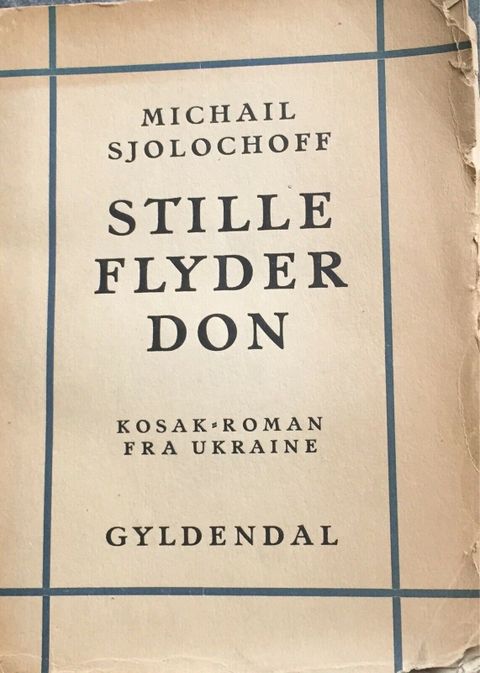 MICHAIL
SJOLOCHOFF
STILLE
FLYDER
DON
KOSAK-ROMAN
FRA UKRAINE
GYLDENDAL